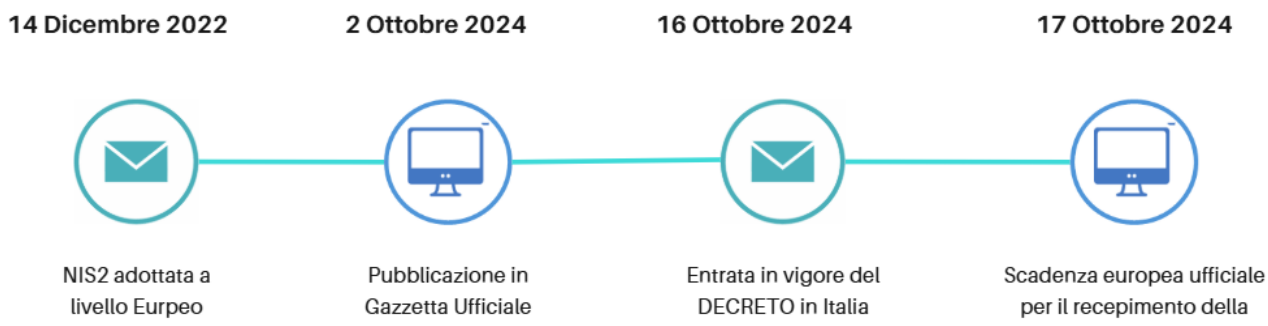 14 Dicembre 2022
2 Ottobre 2024
16 Ottobre 2024
17 Ottobre 2024
NIS2 adottata a
livello Eurpeo
Pubblicazione in
Gazzetta Ufficiale
Entrata in vigore del
DECRETO in Italia
Scadenza europea ufficiale
per il recepimento della